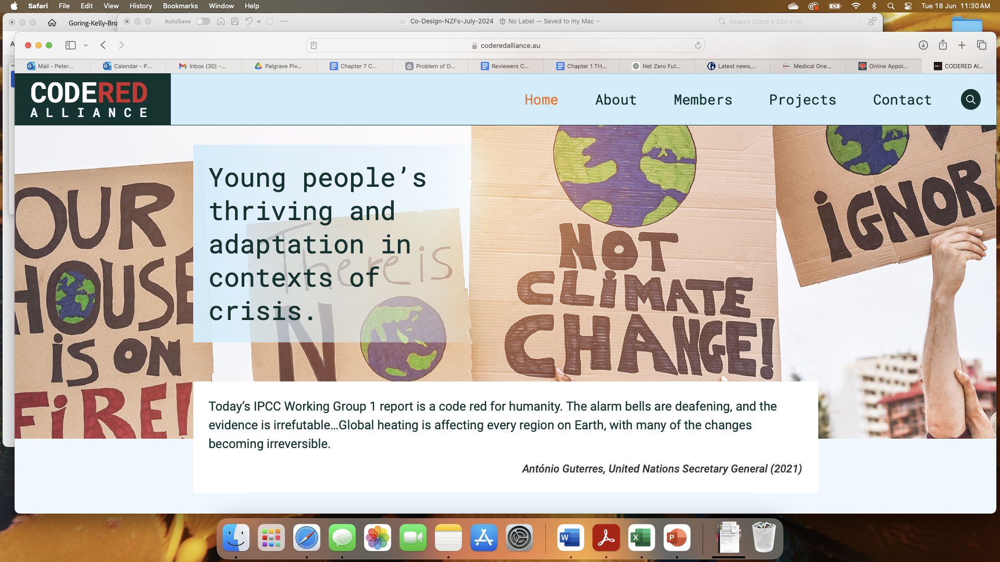 Safari File Edit View History Bookmarks Window Help
Tue 18 Jun 11:30 AM
Goring-Kelly-Bro
AutoSave
Co-Design-NZFs-July-2024
No Label — Saved to my Mac
Search (Cmd + Ctrl + U)
coderedalliance.au
Mail - Peter...
Calendar - P...
Inbox (30) -...
Palgrave Piv...
Chapter 7 C...
Problem of D...
Reviewers C...
Chapter 1 TH...
Net Zero Fut...
Latest news,...
Medical One...
Online Appoi...
CODERED Al...
CODERED
ALLIANCE
Home About Members Projects Contact
Young people’s
thriving and
adaptation in
contexts of
crisis.
OUR
HOUSE
IS ON
FiRE!
There is
NO
NOT
CLiMATE
CHANGE!
iGNOR
Today’s IPCC Working Group 1 report is a code red for humanity. The alarm bells are deafening, and the
evidence is irrefutable…Global heating is affecting every region on Earth, with many of the changes
becoming irreversible.
António Guterres, United Nations Secretary General (2021)